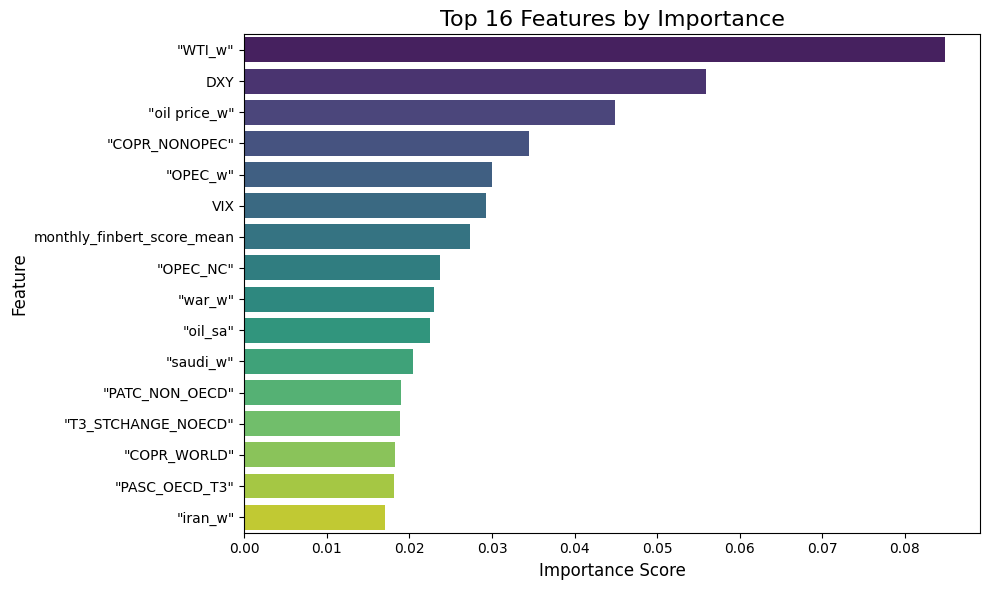 Top 16 Features by Importance
Feature
"WTI_w"
DXY
"oil price_w"
"COPR_NONOPEC"
"OPEC_w"
VIX
monthly_finbert_score_mean
"OPEC_NC"
"war_w"
"oil_sa"
"saudi_w"
"PATC_NON_OECD"
"T3_STCHANGE_NOECD"
"COPR_WORLD"
"PASC_OECD_T3"
"iran_w"
0.00 0.01 0.02 0.03 0.04 0.05 0.06 0.07 0.08
Importance Score